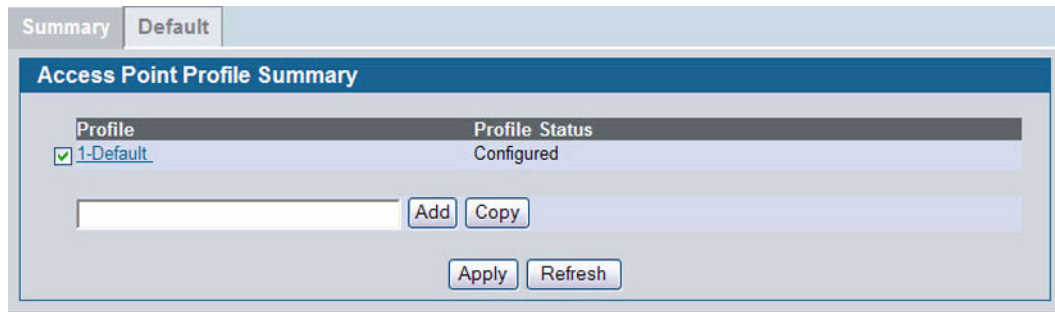 Summary Default
Access Point Profile Summary
Profile Profile Status
1-Default Configured
Add Copy
Apply Refresh